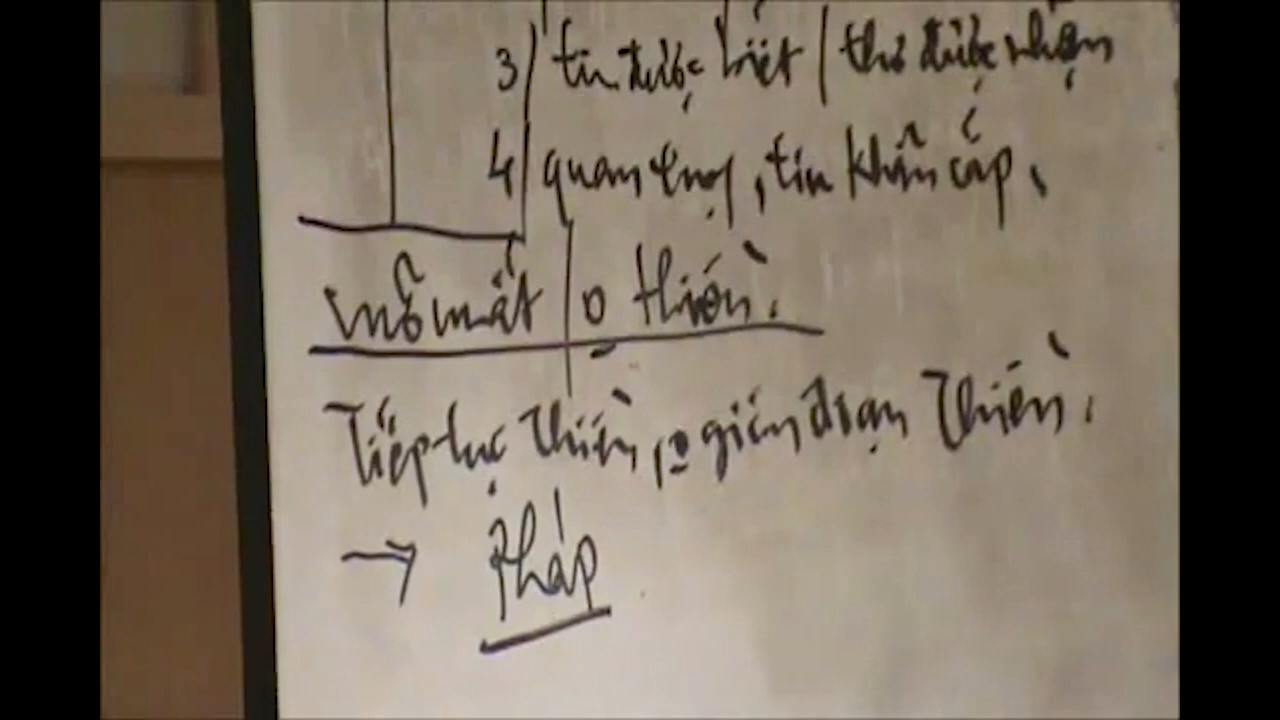 3/ tin được biết / thư được nhận
4/ quan trọng, tin khẩn cấp.
mở mắt / o thiền.
Tiếp tục thiền, o gián đoạn Thiền.
→ Pháp